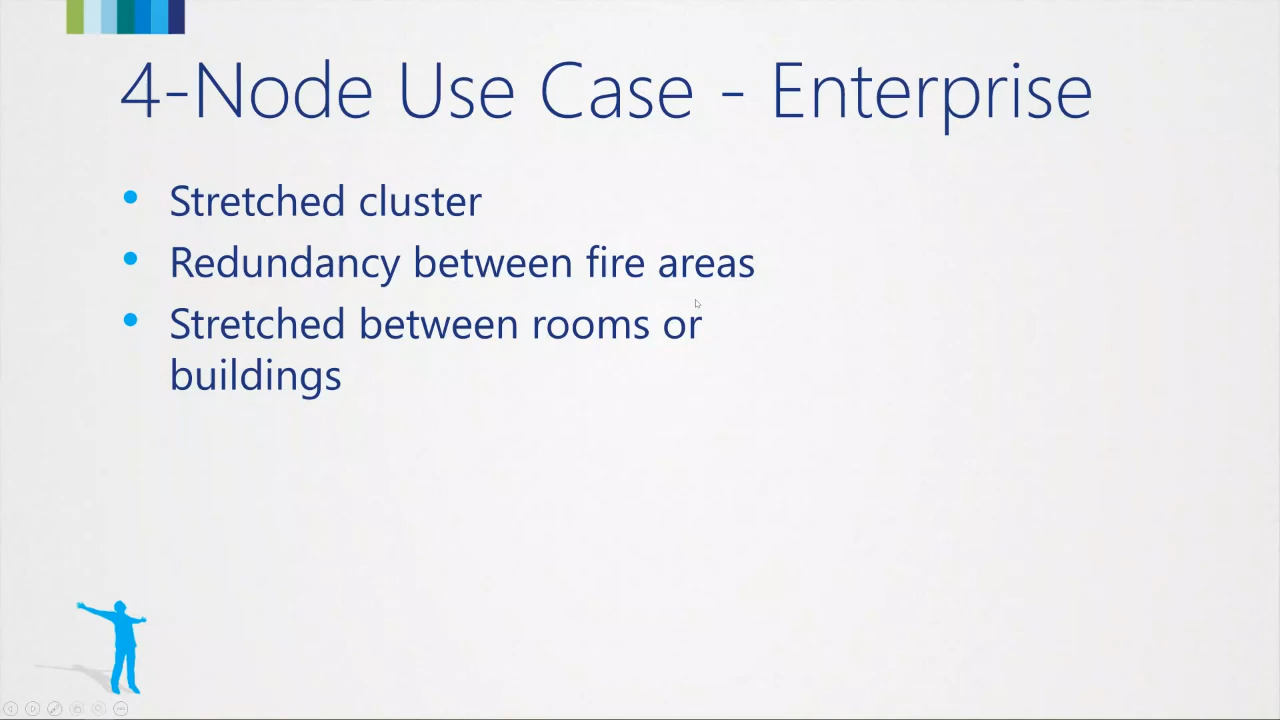 4-Node Use Case - Enterprise
• Stretched cluster
• Redundancy between fire areas
• Stretched between rooms or
buildings